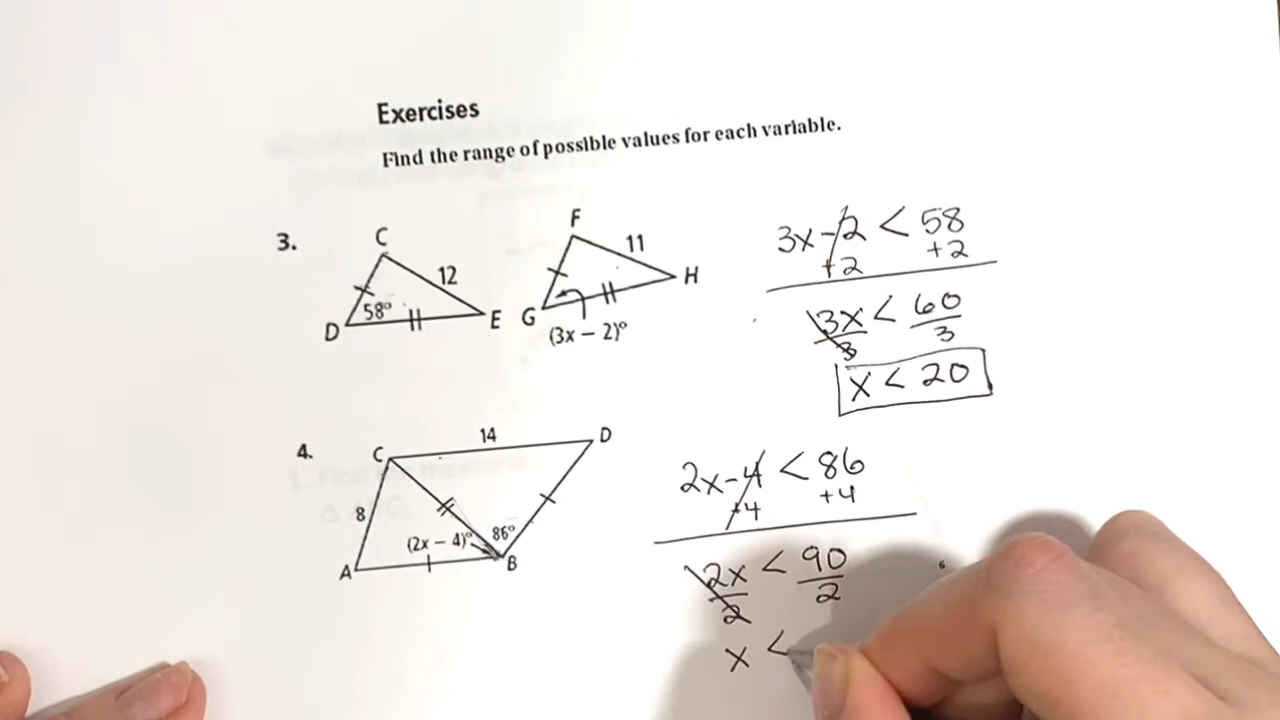 Exercises
Find the range of possible values for each variable.
3.
C
12
58°
D
E
F
11
H
G
(3x − 2)°
3x - 2 < 58
+2 +2
3x < 60
3 3
x < 20
4.
C
14
D
8
(2x − 4)°
86°
A
B
2x - 4 < 86
+4 +4
2x < 90
2 2
x <